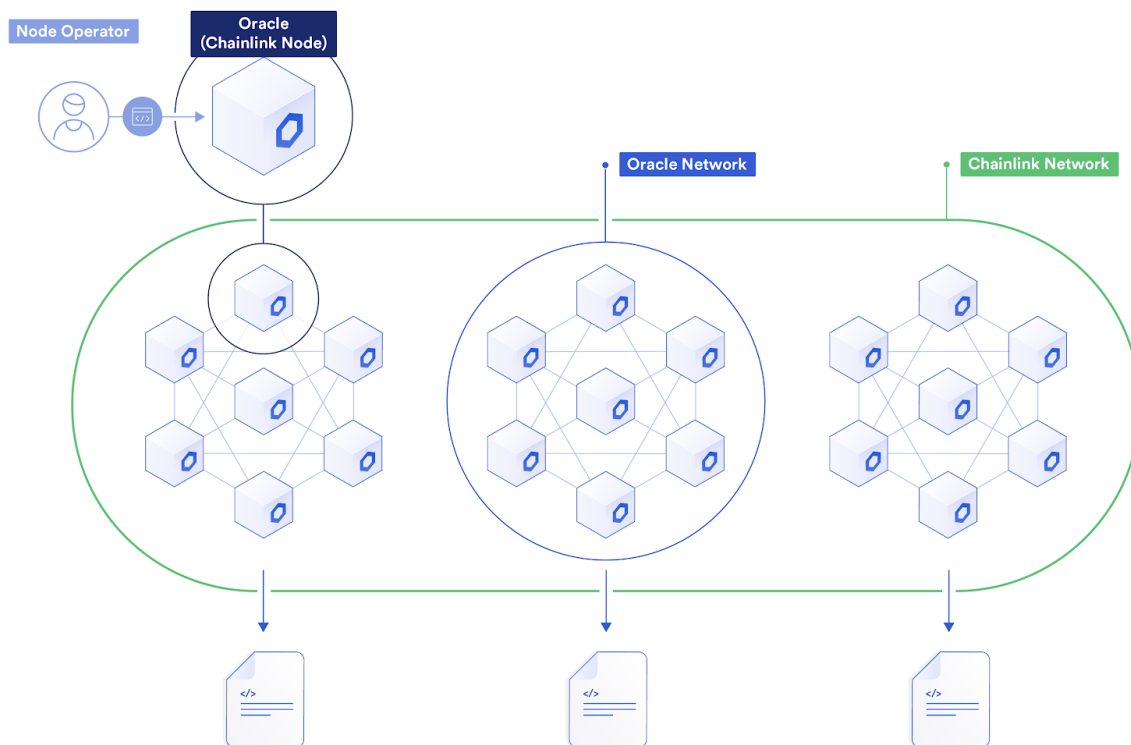 Node Operator
Oracle
(Chainlink Node)
</>
Oracle Network
Chainlink Network
</>
</>
</>